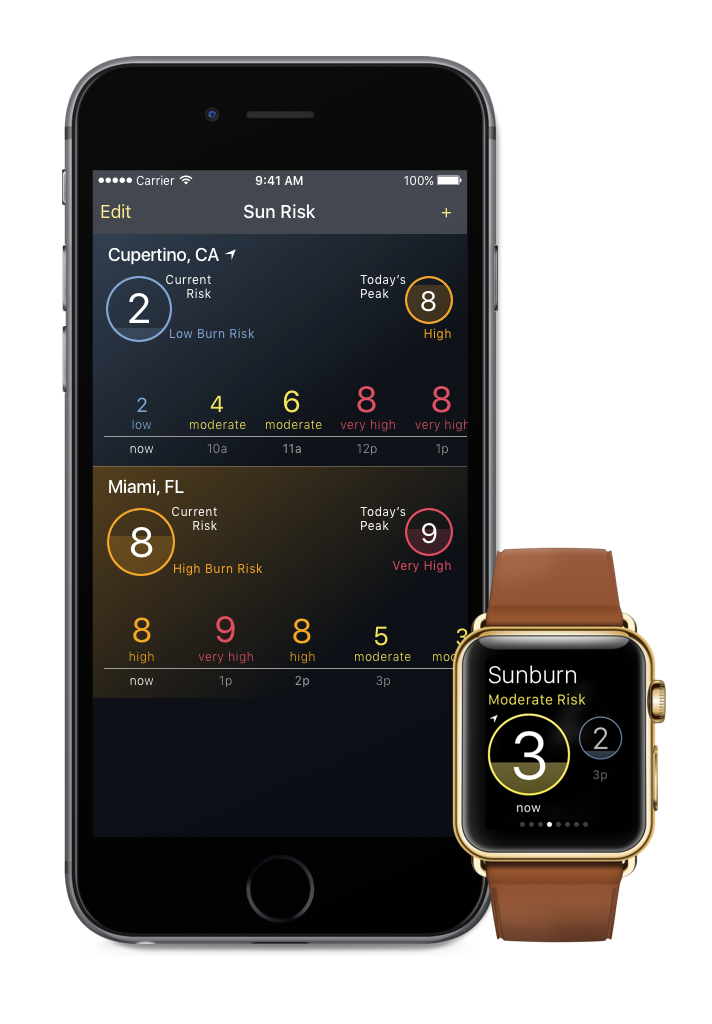 Carrier 9:41 AM 100%
Edit Sun Risk +
Cupertino, CA
Current Today's
Risk Peak
2 8
Low Burn Risk High
2 4 6 8 8
low moderate moderate very high very high
now 10a 11a 12p 1p
Miami, FL
Current Today's
Risk Peak
8 9
High Burn Risk Very High
8 9 8 5 3
high very high high moderate mod
now 1p 2p 3p
Sunburn
Moderate Risk
3 2
3p
now